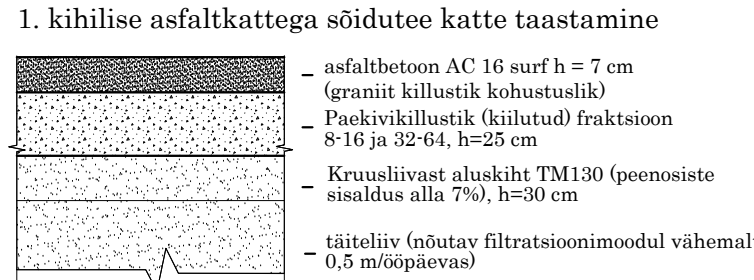 1. kihilise asfaltkattega sõidutee katte taastamine
asfaltbetoon AC 16 surf h = 7 cm
(graniit killustik kohustuslik)
Paekivikillustik (kiilutud) fraktsioon
8-16 ja 32-64, h=25 cm
Kruusliivast aluskiht TM130 (peenosiste
sisaldus alla 7%), h=30 cm
täiteliiv (nõutav filtratsioonimoodul vähemalt
0,5 m/ööpäevas)